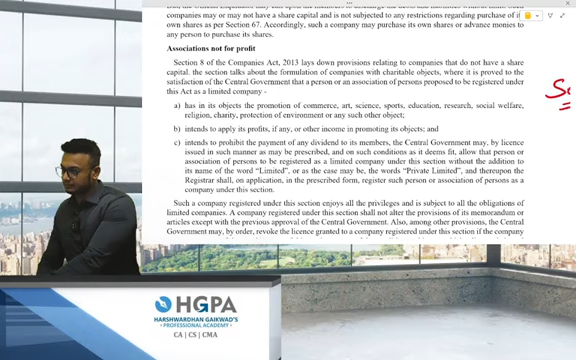 companies may or may not have a share capital and is not subjected to any restrictions regarding purchase of it
own shares as per Section 67. Accordingly, such a company may purchase its own shares or advance monies to
any person to purchase its shares.
Associations not for profit
Section 8 of the Companies Act, 2013 lays down provisions relating to companies that do not have a share
capital. the section talks about the formulation of companies with charitable objects, where it is proved to the
satisfaction of the Central Government that a person or an association of persons proposed to be registered under
this Act as a limited company -
a) has in its objects the promotion of commerce, art, science, sports, education, research, social welfare,
religion, charity, protection of environment or any such other object;
b) intends to apply its profits, if any, or other income in promoting its objects; and
c) intends to prohibit the payment of any dividend to its members, the Central Government may, by licence
issued in such manner as may be prescribed, and on such conditions as it deems fit, allow that person or
association of persons to be registered as a limited company under this section without the addition to
its name of the word "Limited", or as the case may be, the words "Private Limited", and thereupon the
Registrar shall, on application, in the prescribed form, register such person or association of persons as a
company under this section.
Such a company registered under this section enjoys all the privileges and is subject to all the obligations of
limited companies. A company registered under this section shall not alter the provisions of its memorandum or
articles except with the previous approval of the Central Government. Also, among other provisions, the Central
Government may, by order, revoke the licence granted to a company registered under this section if the company
HGPA
HARSHWARDHAN GAIKWAD'S
PROFESSIONAL ACADEMY
CA | CS | CMA